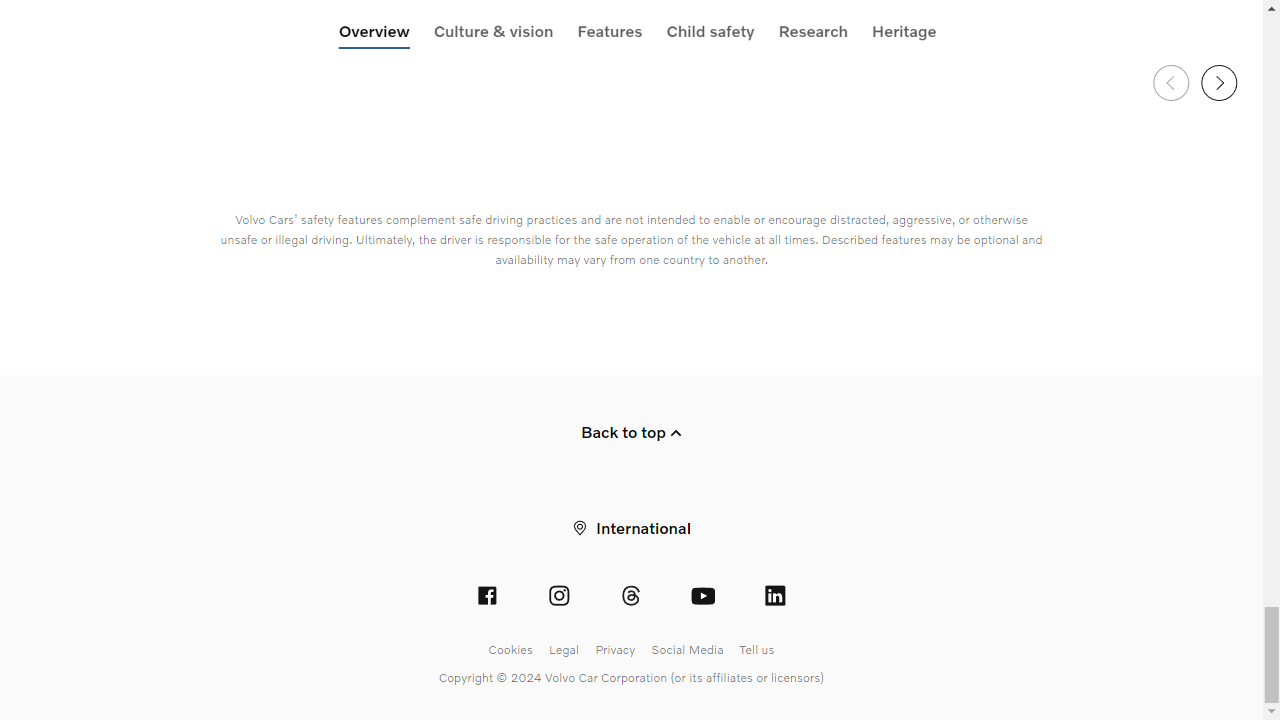 Overview Culture & vision Features Child safety Research Heritage
Volvo Cars’ safety features complement safe driving practices and are not intended to enable or encourage distracted, aggressive, or otherwise
unsafe or illegal driving. Ultimately, the driver is responsible for the safe operation of the vehicle at all times. Described features may be optional and
availability may vary from one country to another.
Back to top
International
Cookies Legal Privacy Social Media Tell us
Copyright © 2024 Volvo Car Corporation (or its affiliates or licensors)